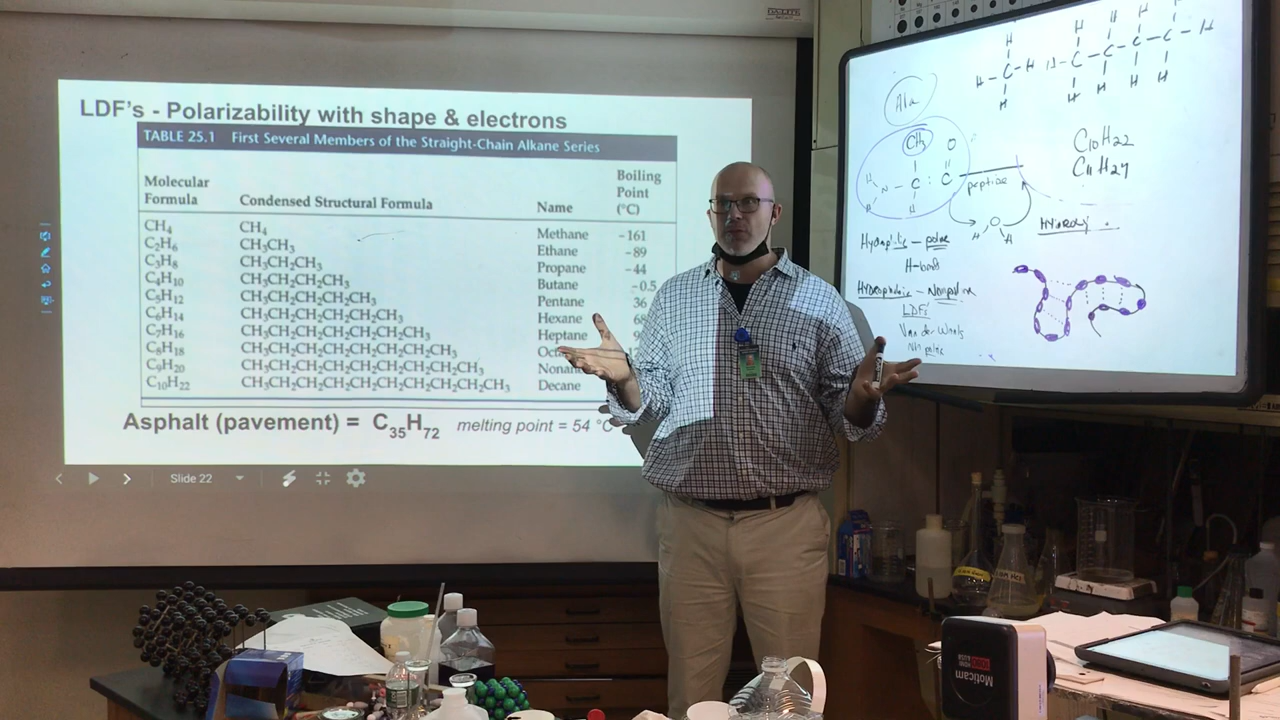 LDF's - Polarizability with shape & electrons
TABLE 25.1 First Several Members of the Straight-Chain Alkane Series
Molecular Formula Condensed Structural Formula Name Boiling Point (°C)
CH₄ CH₄ Methane −161
C₂H₆ CH₃CH₃ Ethane −89
C₃H₈ CH₃CH₂CH₃ Propane −44
C₄H₁₀ CH₃CH₂CH₂CH₃ Butane −0.5
C₅H₁₂ CH₃CH₂CH₂CH₂CH₃ Pentane 36
C₆H₁₄ CH₃CH₂CH₂CH₂CH₂CH₃ Hexane
C₇H₁₆ CH₃CH₂CH₂CH₂CH₂CH₂CH₃ Heptane
C₈H₁₈ CH₃CH₂CH₂CH₂CH₂CH₂CH₂CH₃
C₉H₂₀ CH₃CH₂CH₂CH₂CH₂CH₂CH₂CH₂CH₃
C₁₀H₂₂ CH₃CH₂CH₂CH₂CH₂CH₂CH₂CH₂CH₂CH₃ Decane
Asphalt (pavement) = C₃₅H₇₂ melting point = 54 °C
Slide 22
H H H H
H - C - H H - C - C - C - C - H
H H H H H
Ala
CH₃ O
H N - C : C peptide
H H
H O H
C₁₀H₂₂
C₁₁H₂₄
Hydrophilic - polar
H-bonds
Hydrophobic - Nonpolar
LDFs
Van der Waals
Non polar
Moticam